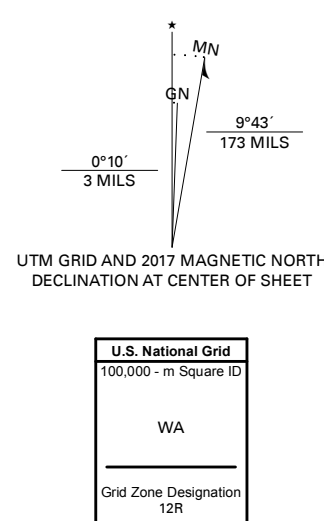 MN
GN
9°43´
173 MILS
0°10´
3 MILS
UTM GRID AND 2017 MAGNETIC NORTH
DECLINATION AT CENTER OF SHEET
U.S. National Grid
100,000 - m Square ID
WA
Grid Zone Designation
12R